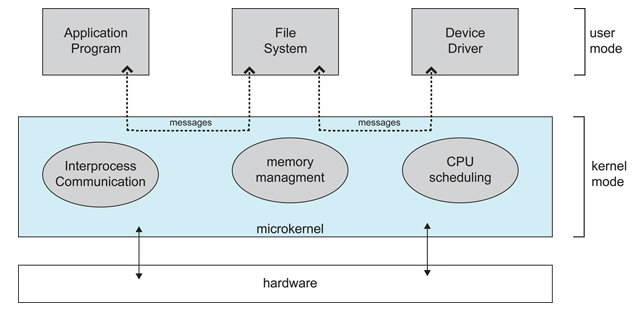 Application
Program
File
System
Device
Driver
user
mode
messages
messages
Interprocess
Communication
memory
managment
CPU
scheduling
kernel
mode
microkernel
hardware